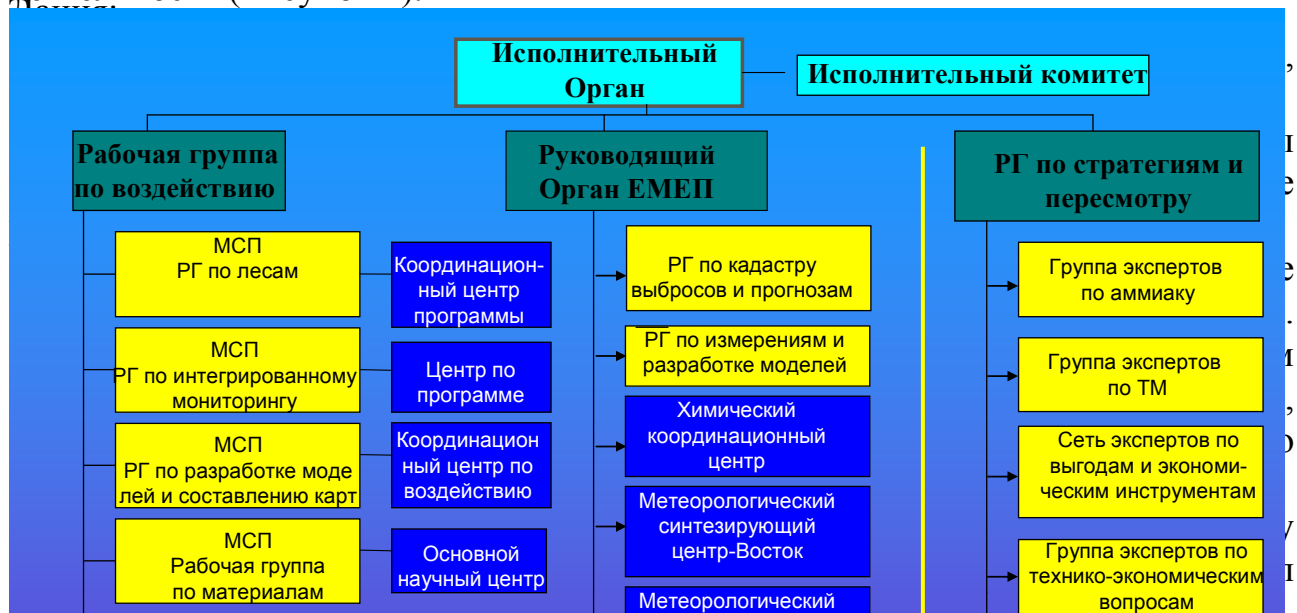 Исполнительный
Орган
Исполнительный комитет
Рабочая группа
по воздействию
Руководящий
Орган ЕМЕП
РГ по стратегиям и
пересмотру
МСП
РГ по лесам
Координацион-
ный центр
программы
МСП
РГ по интегрированному
мониторингу
Центр по
программе
МСП
РГ по разработке моде
лей и составлению карт
Координацион
ный центр по
воздействию
МСП
Рабочая группа
по материалам
Основной
научный центр
РГ по кадастру
выбросов и прогнозам
РГ по измерениям и
разработке моделей
Химический
координационный
центр
Метеорологический
синтезирующий
центр-Восток
Метеорологический
Группа экспертов
по аммиаку
Группа экспертов
по ТМ
Сеть экспертов по
выгодам и экономи-
ческим инструментам
Группа экспертов по
технико-экономическим
вопросам